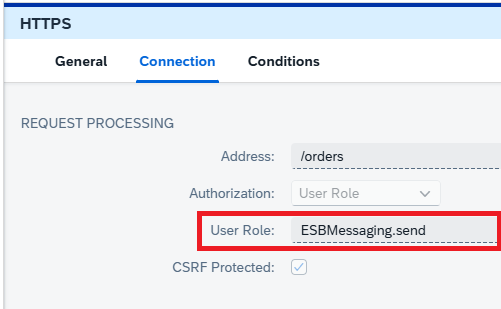 HTTPS
General Connection Conditions
REQUEST PROCESSING
Address: /orders
Authorization: User Role
User Role: ESBMessaging.send
CSRF Protected: